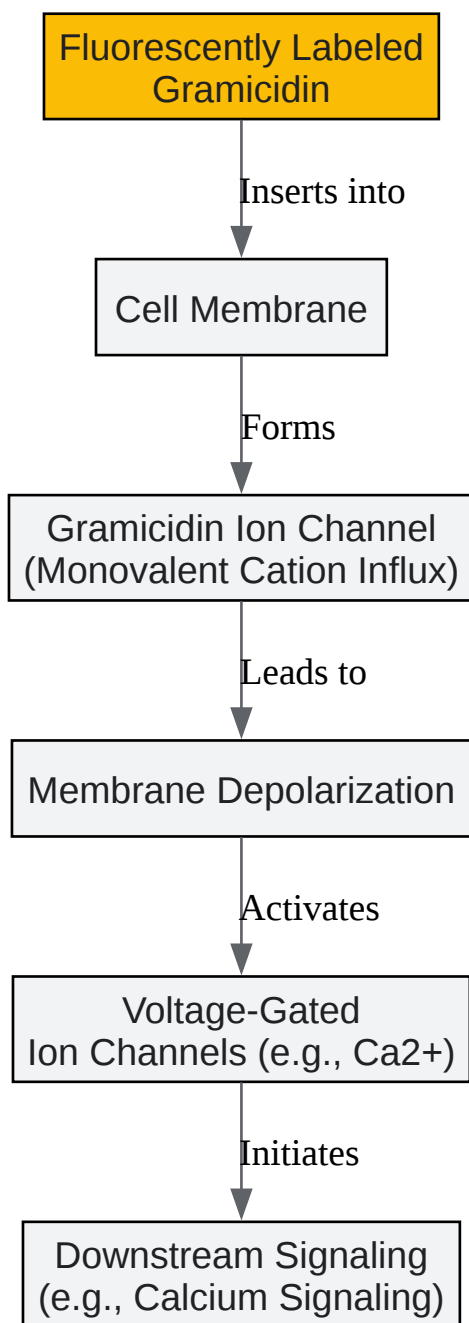 Fluorescently Labeled
Gramicidin
Inserts into
Cell Membrane
Forms
Gramicidin Ion Channel
(Monovalent Cation Influx)
Leads to
Membrane Depolarization
Activates
Voltage-Gated
Ion Channels (e.g., Ca2+)
Initiates
Downstream Signaling
(e.g., Calcium Signaling)